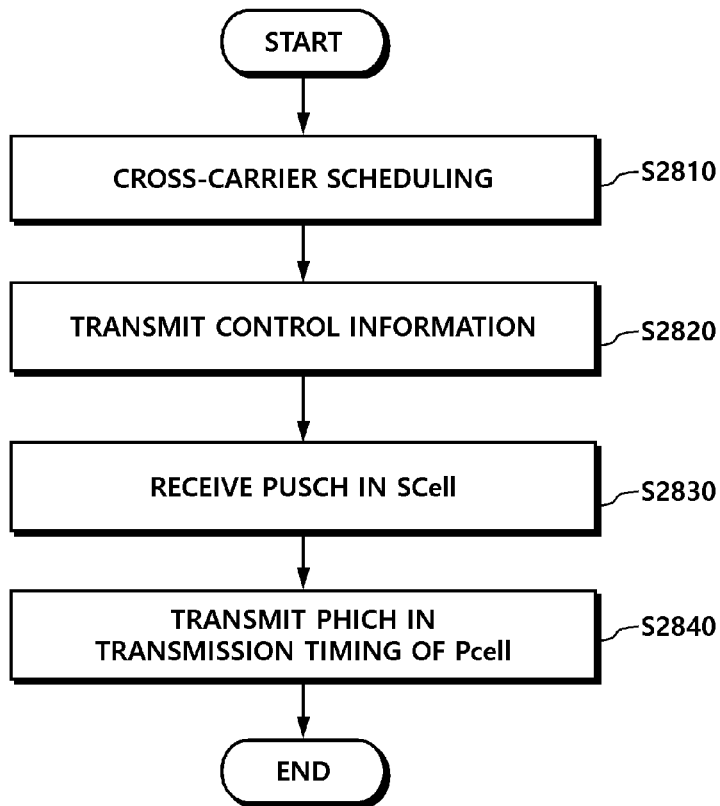 START
CROSS-CARRIER SCHEDULING
S2810
TRANSMIT CONTROL INFORMATION
S2820
RECEIVE PUSCH IN SCell
S2830
TRANSMIT PHICH IN
TRANSMISSION TIMING OF Pcell
S2840
END